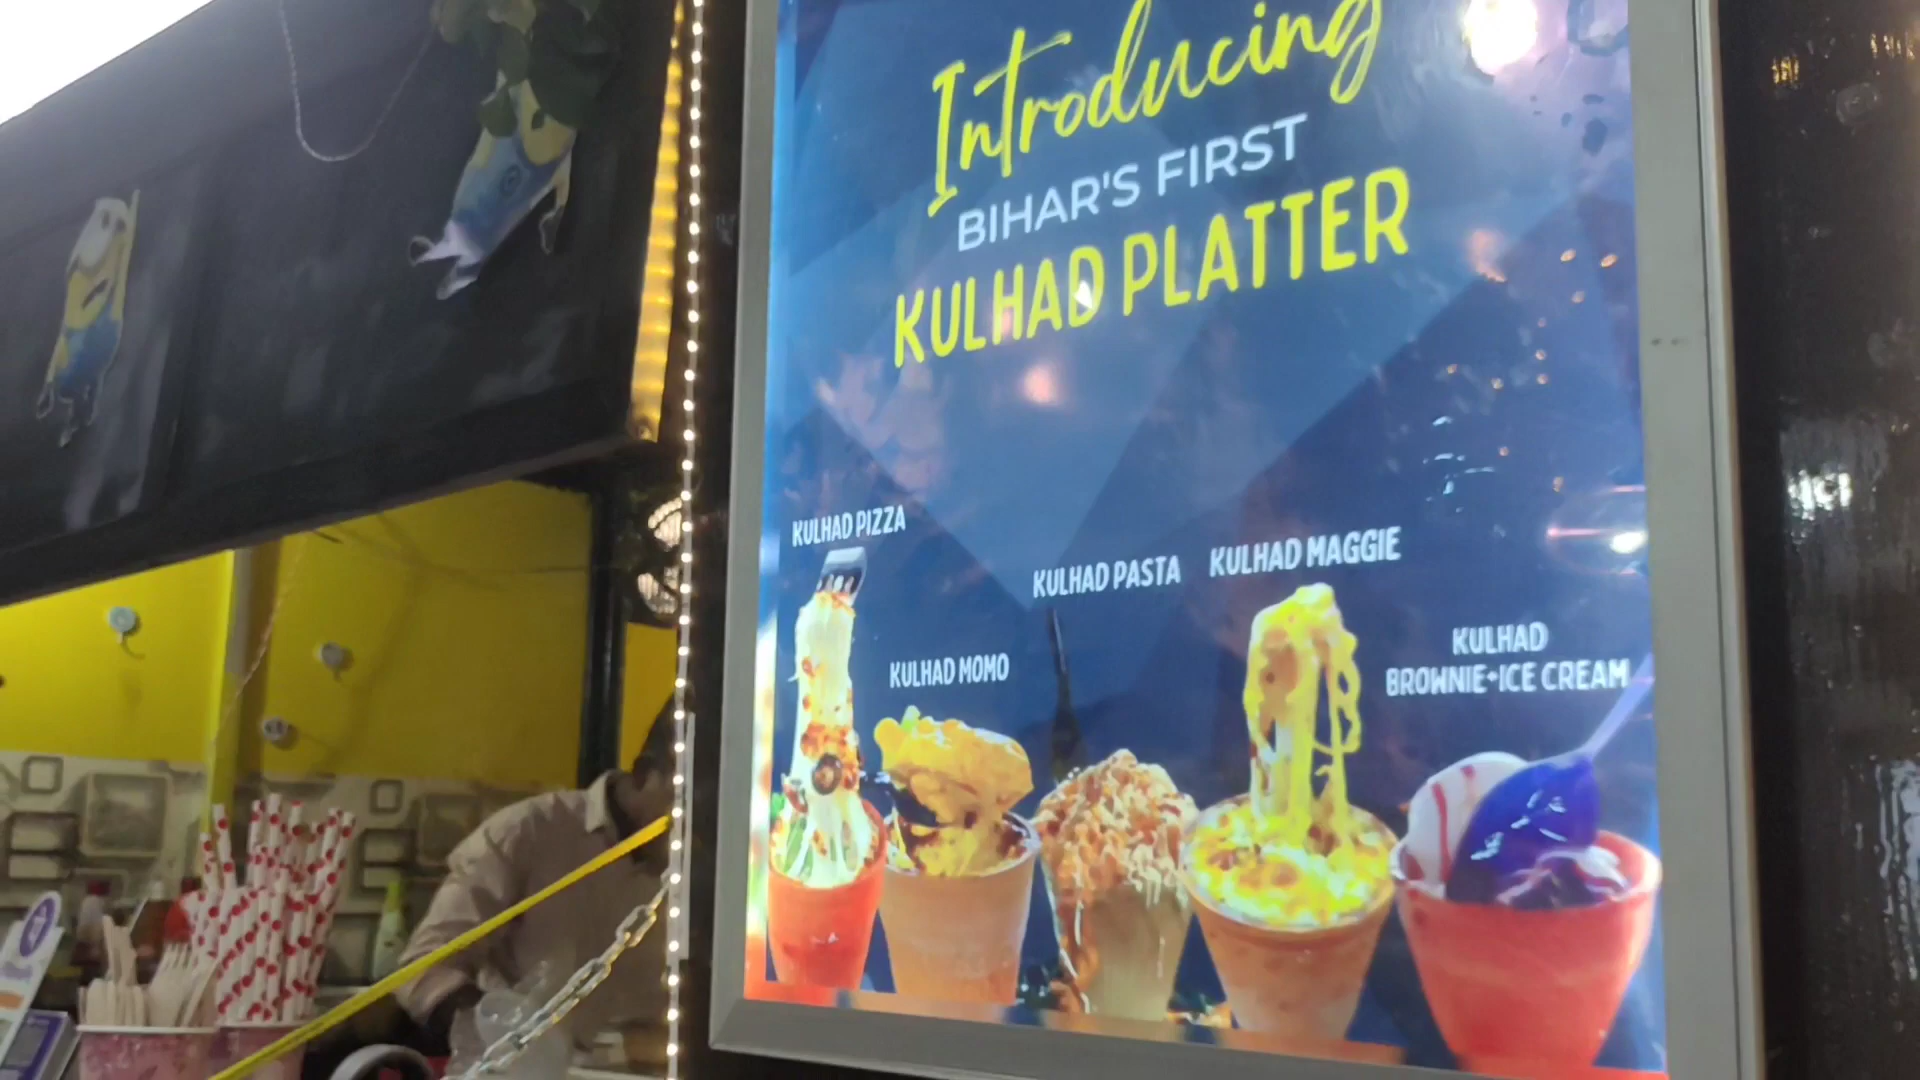 Introducing
BIHAR'S FIRST
KULHAD PLATTER
KULHAD PIZZA
KULHAD MOMO
KULHAD PASTA
KULHAD MAGGIE
KULHAD
BROWNIE+ICE CREAM